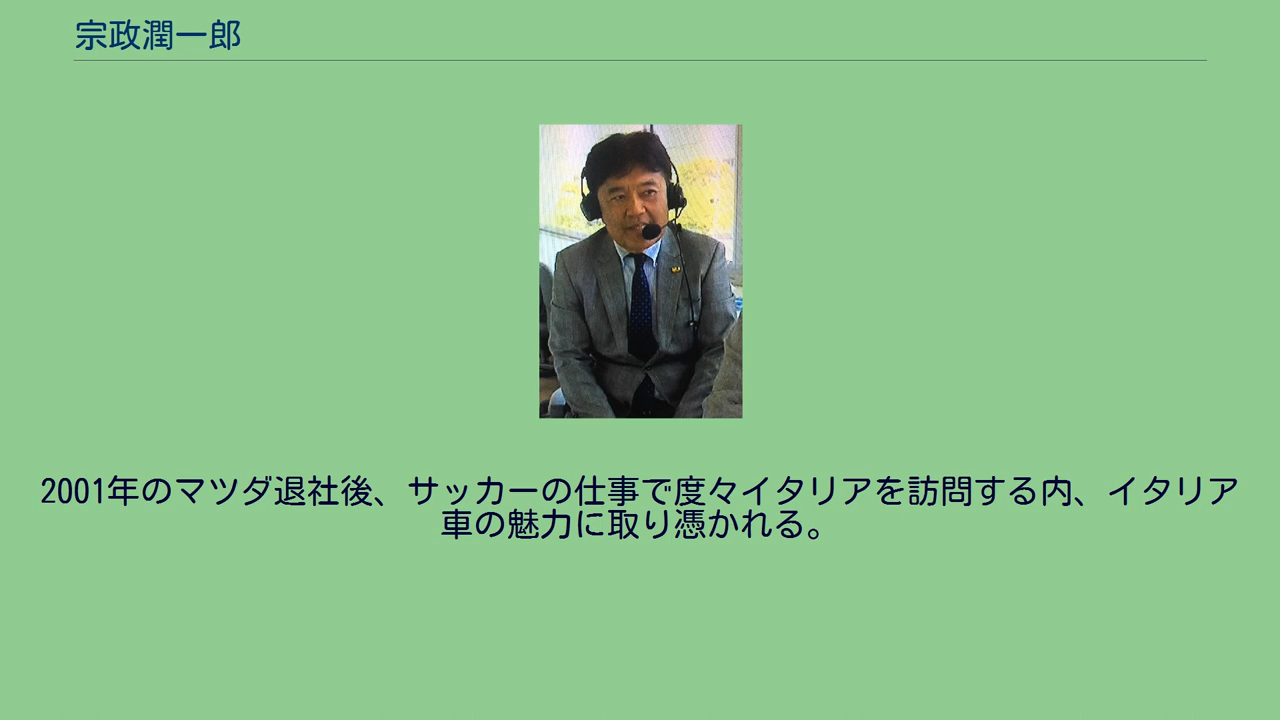 宗政潤一郎
2001年のマツダ退社後、サッカーの仕事で度々イタリアを訪問する内、イタリア
車の魅力に取り憑かれる。